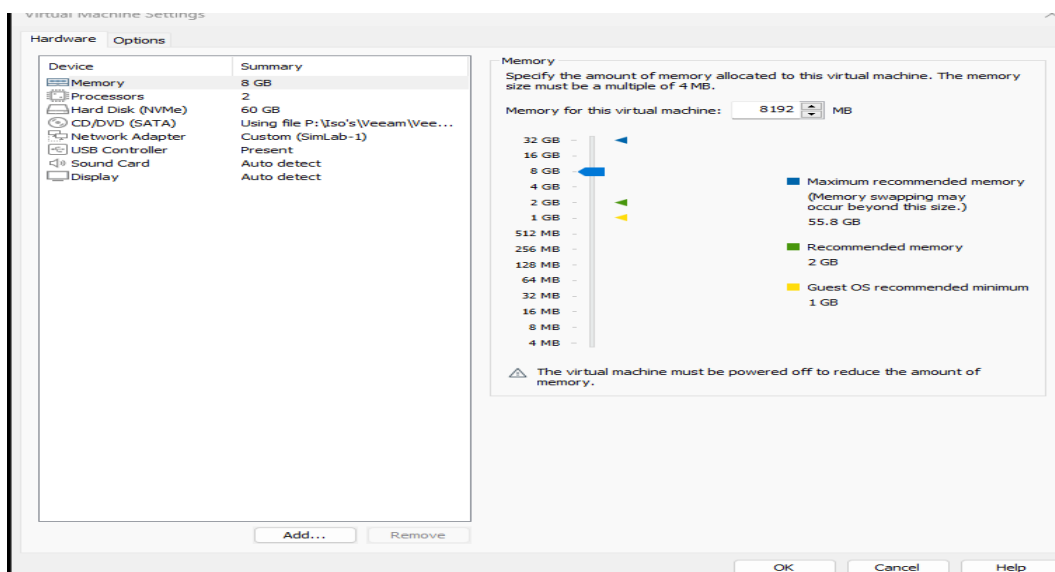 Virtual Machine Settings
Hardware Options
Device Summary
Memory 8 GB
Processors 2
Hard Disk (NVMe) 60 GB
CD/DVD (SATA) Using file P:\Iso's\Veeam\Vee...
Network Adapter Custom (SimLab-1)
USB Controller Present
Sound Card Auto detect
Display Auto detect
Add... Remove
Memory
Specify the amount of memory allocated to this virtual machine. The memory
size must be a multiple of 4 MB.
Memory for this virtual machine: 8192 MB
32 GB
16 GB
8 GB
4 GB
2 GB
1 GB
512 MB
256 MB
128 MB
64 MB
32 MB
16 MB
8 MB
4 MB
Maximum recommended memory
(Memory swapping may
occur beyond this size.)
55.8 GB
Recommended memory
2 GB
Guest OS recommended minimum
1 GB
The virtual machine must be powered off to reduce the amount of
memory.
OK Cancel Help